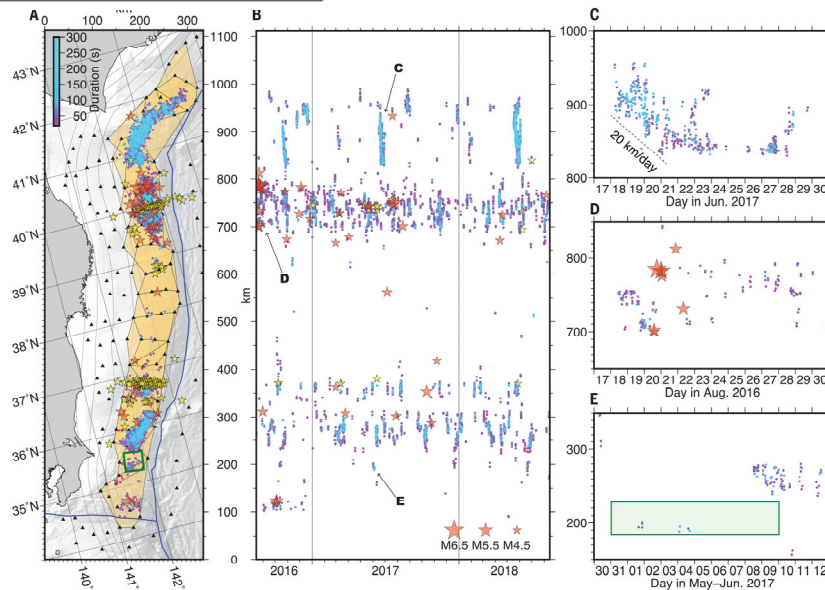 A
200
0 100 300
300
250
200
150
100
50
Duration (s)
43°N
42°N
41°N
40°N
39°N
38°N
37°N
36°N
35°N
140°
141°
142°
B
1100
1000
900
800
700
600
500
400
300
200
100
0
km
C
D
E
M6.5 M5.5 M4.5
2016 2017 2018
C
1000
900
800
20 km/day
17 18 19 20 21 22 23 24 25 26 27 28 29 30
Day in Jun. 2017
D
800
700
17 18 19 20 21 22 23 24 25 26 27 28 29 30
Day in Aug. 2016
E
300
200
30 31 01 02 03 04 05 06 07 08 09 10 11 12
Day in May–Jun. 2017